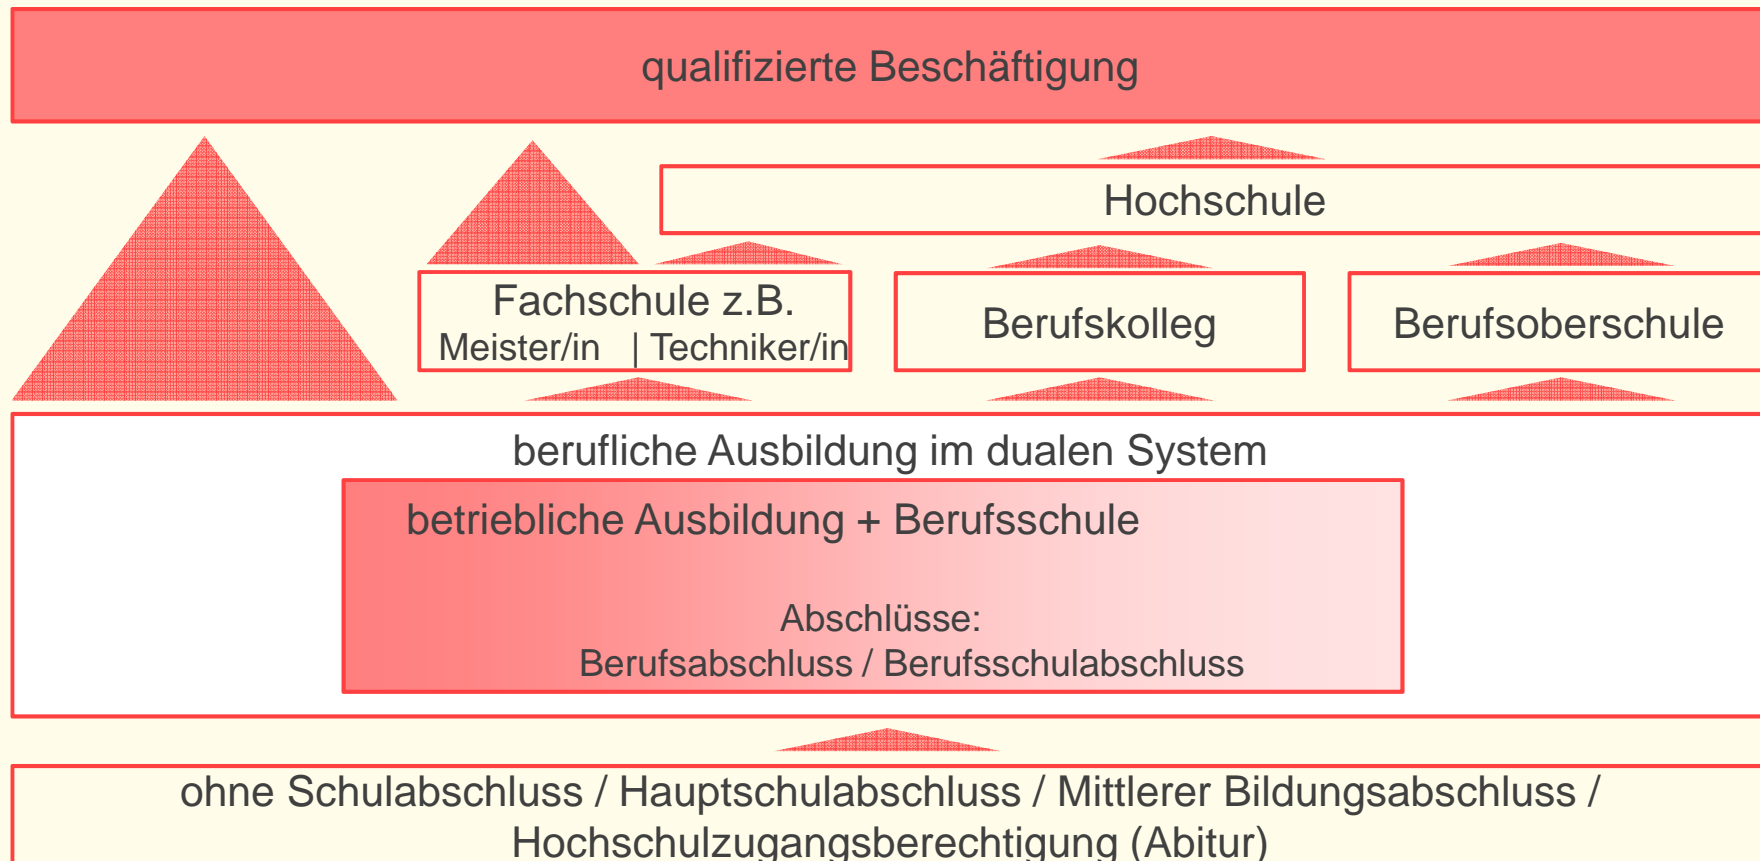 qualifizierte Beschäftigung
Hochschule
Fachschule z.B.
Meister/in | Techniker/in
Berufskolleg
Berufsoberschule
berufliche Ausbildung im dualen System
betriebliche Ausbildung + Berufsschule
Abschlüsse:
Berufsabschluss / Berufsschulabschluss
ohne Schulabschluss / Hauptschulabschluss / Mittlerer Bildungsabschluss /
Hochschulzugangsberechtigung (Abitur)